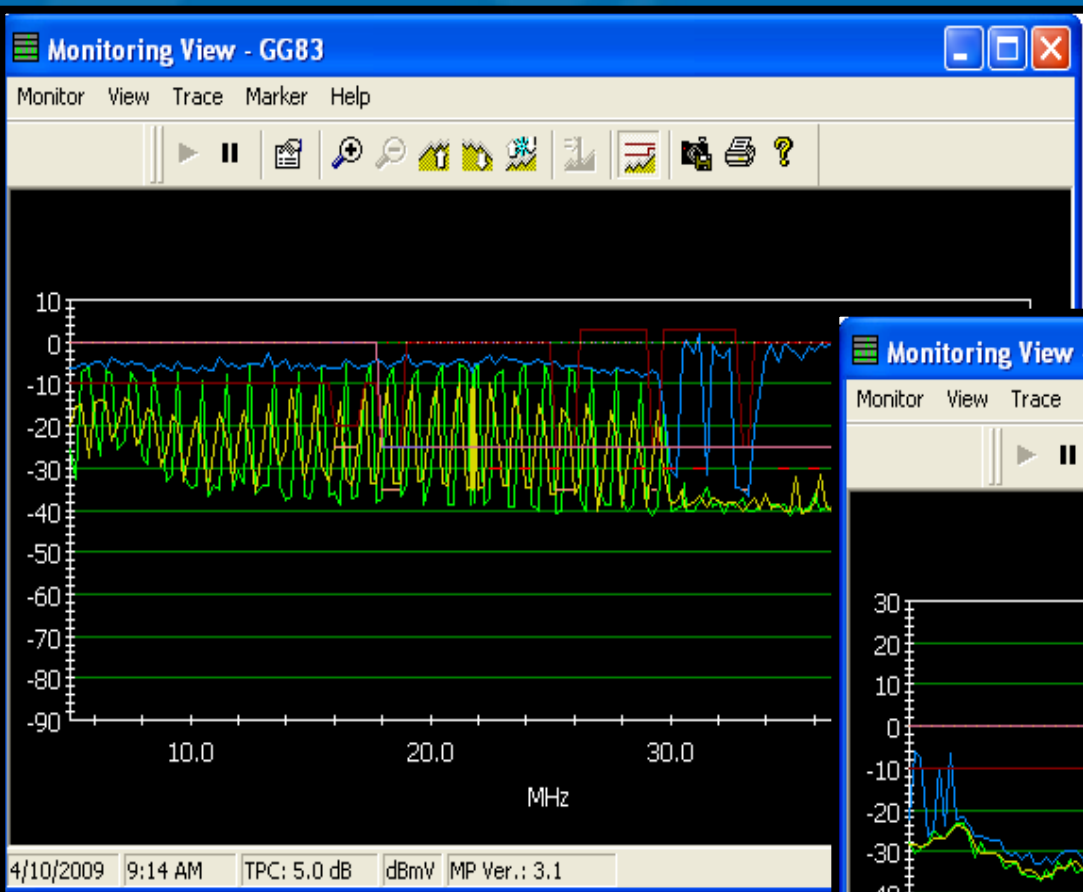 Monitoring View - GG83
Monitor View Trace Marker Help
10
0
-10
-20
-30
-40
-50
-60
-70
-80
-90
10.0 20.0 30.0
MHz
4/10/2009 9:14 AM TPC: 5.0 dB dBmV MP Ver.: 3.1
Monitoring View
Monitor View Trace
30
20
10
0
-10
-20
-30
-40